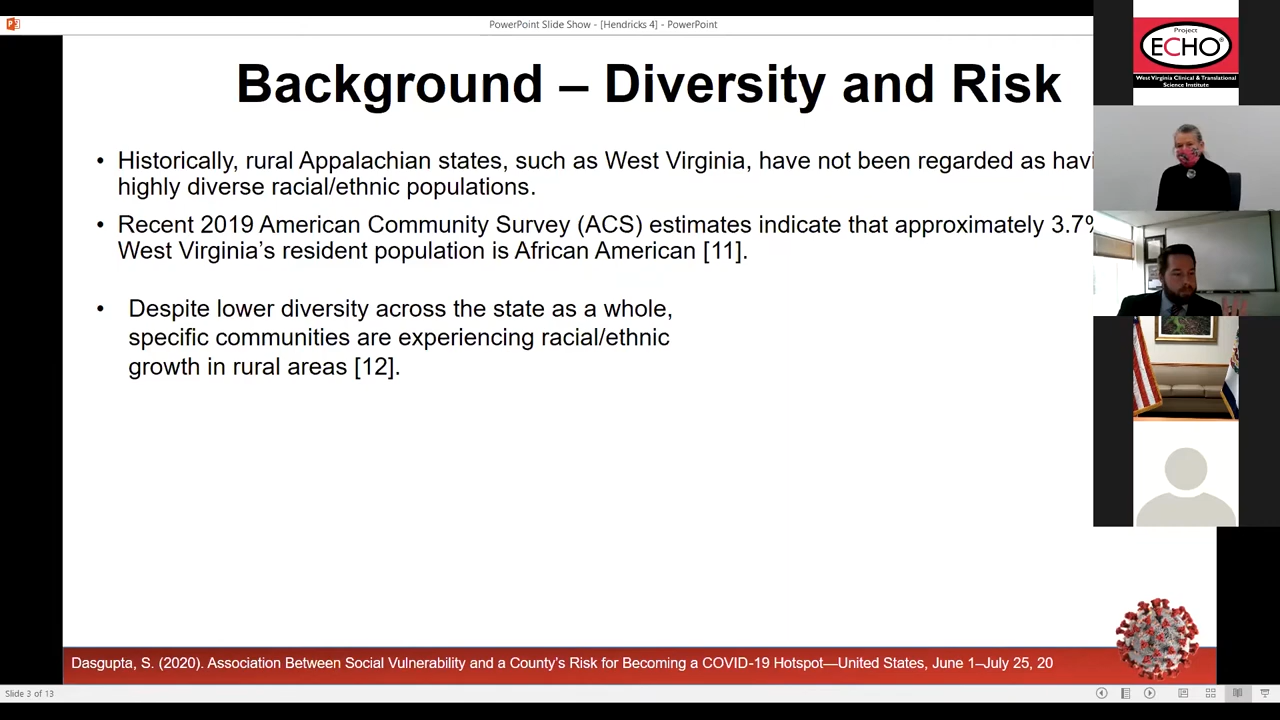 PowerPoint Slide Show - [Hendricks 4] - PowerPoint
Background – Diversity and Risk
• Historically, rural Appalachian states, such as West Virginia, have not been regarded as havi
highly diverse racial/ethnic populations.
• Recent 2019 American Community Survey (ACS) estimates indicate that approximately 3.7%
West Virginia’s resident population is African American [11].
• Despite lower diversity across the state as a whole,
specific communities are experiencing racial/ethnic
growth in rural areas [12].
Dasgupta, S. (2020). Association Between Social Vulnerability and a County’s Risk for Becoming a COVID-19 Hotspot—United States, June 1–July 25, 20
Slide 3 of 13
Project
ECHO®
West Virginia Clinical & Translational
Science Institute